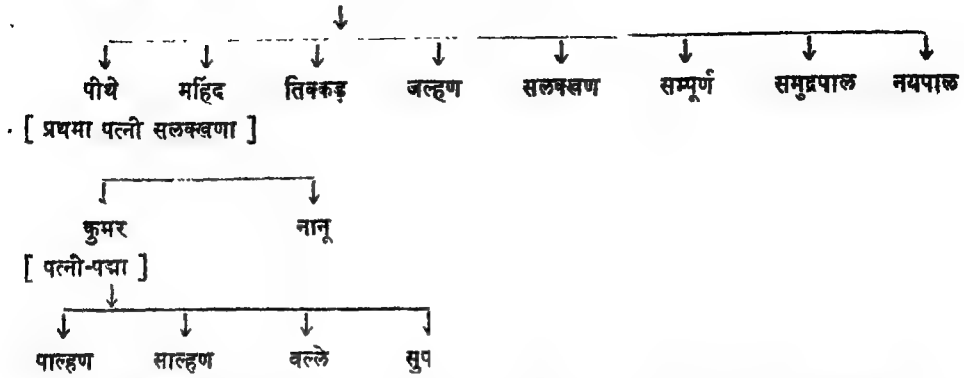 पीथे महिंद तिक्कड़ जल्हण सलक्खण सम्पूर्ण समुद्रपाल नयपाल
[ प्रथमा पत्नी सलक्खणा ]
कुमर नानू
[ पत्नी-पद्मा ]
पाल्हण साल्हण वल्ले सुप